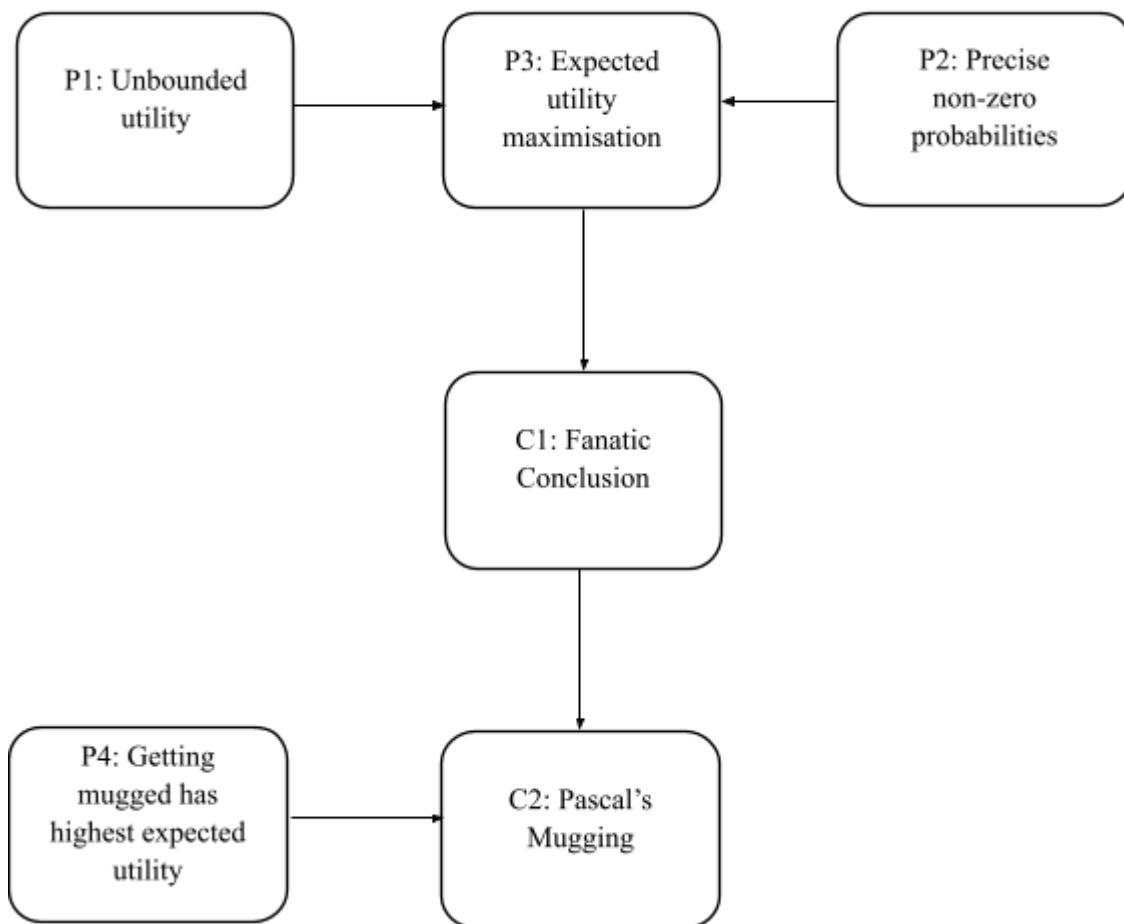 P1: Unbounded
utility
P3: Expected
utility
maximisation
P2: Precise
non-zero
probabilities
C1: Fanatic
Conclusion
P4: Getting
mugged has
highest expected
utility
C2: Pascal’s
Mugging